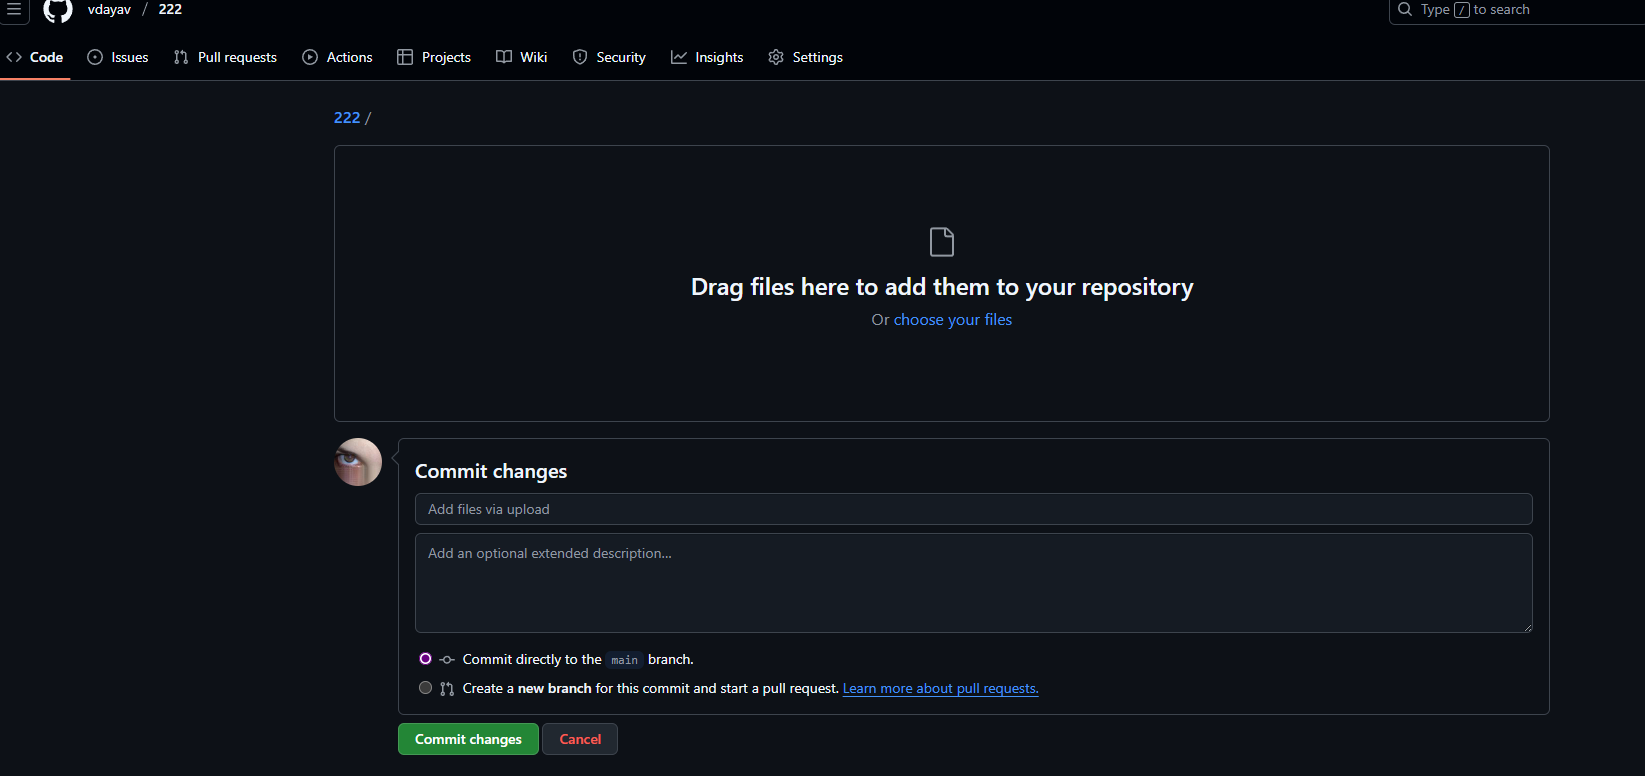 vdayav / 222
Type / to search
Code Issues Pull requests Actions Projects Wiki Security Insights Settings
222 /
Drag files here to add them to your repository
Or choose your files
Commit changes
Add files via upload
Add an optional extended description...
Commit directly to the main branch.
Create a new branch for this commit and start a pull request. Learn more about pull requests.
Commit changes Cancel